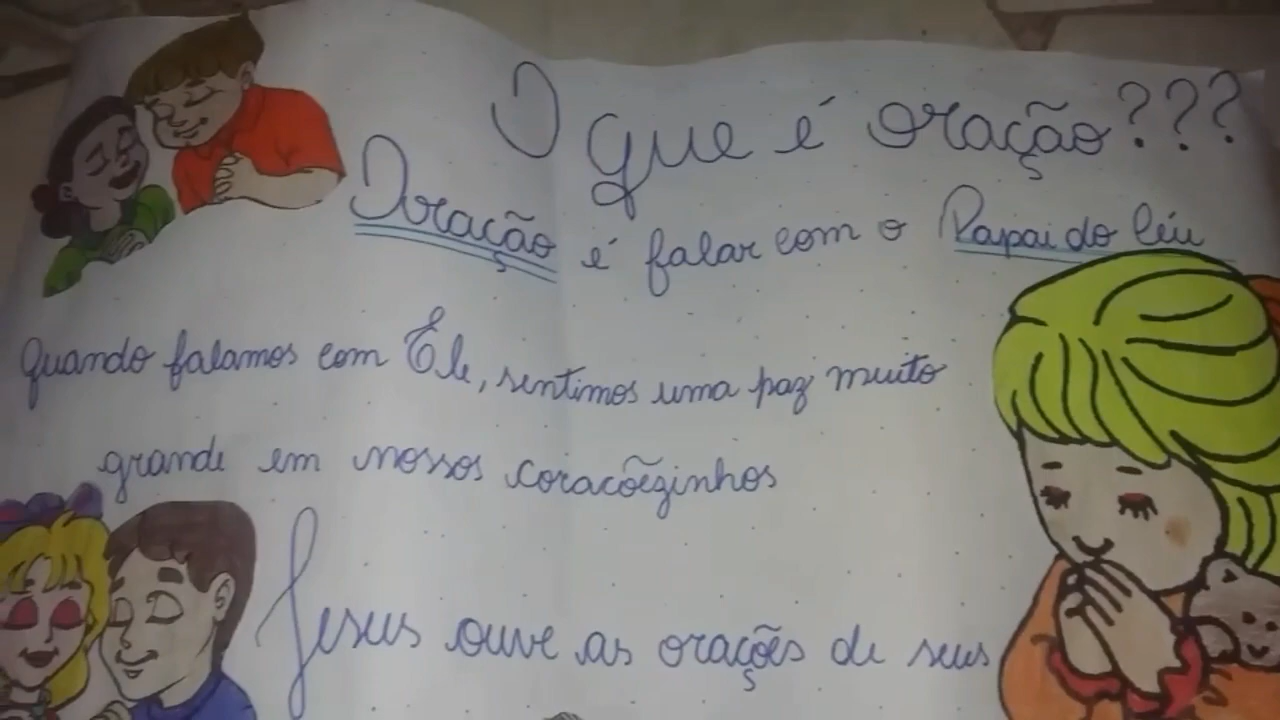 O que é oração???
Oração é falar com o Papai do Céu
Quando falamos com Ele, sentimos uma paz muito
grande em nossos coracõezinhos
Jesus ouve as orações de seus